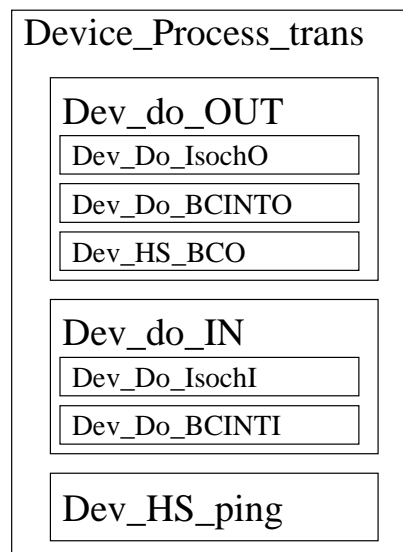 Device_Process_trans
Dev_do_OUT
Dev_Do_IsochO
Dev_Do_BCINTO
Dev_HS_BCO
Dev_do_IN
Dev_Do_IsochI
Dev_Do_BCINTI
Dev_HS_ping